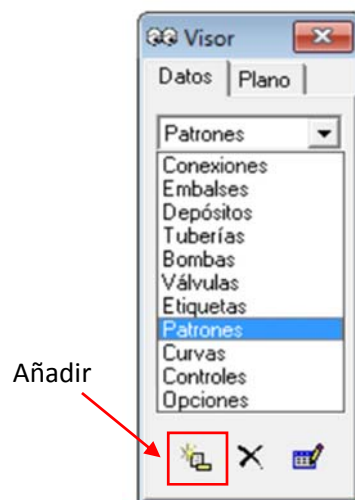 Visor
Datos Plano
Patrones
Conexiones
Embalses
Depósitos
Tuberías
Bombas
Válvulas
Etiquetas
Patrones
Curvas
Controles
Opciones
Añadir